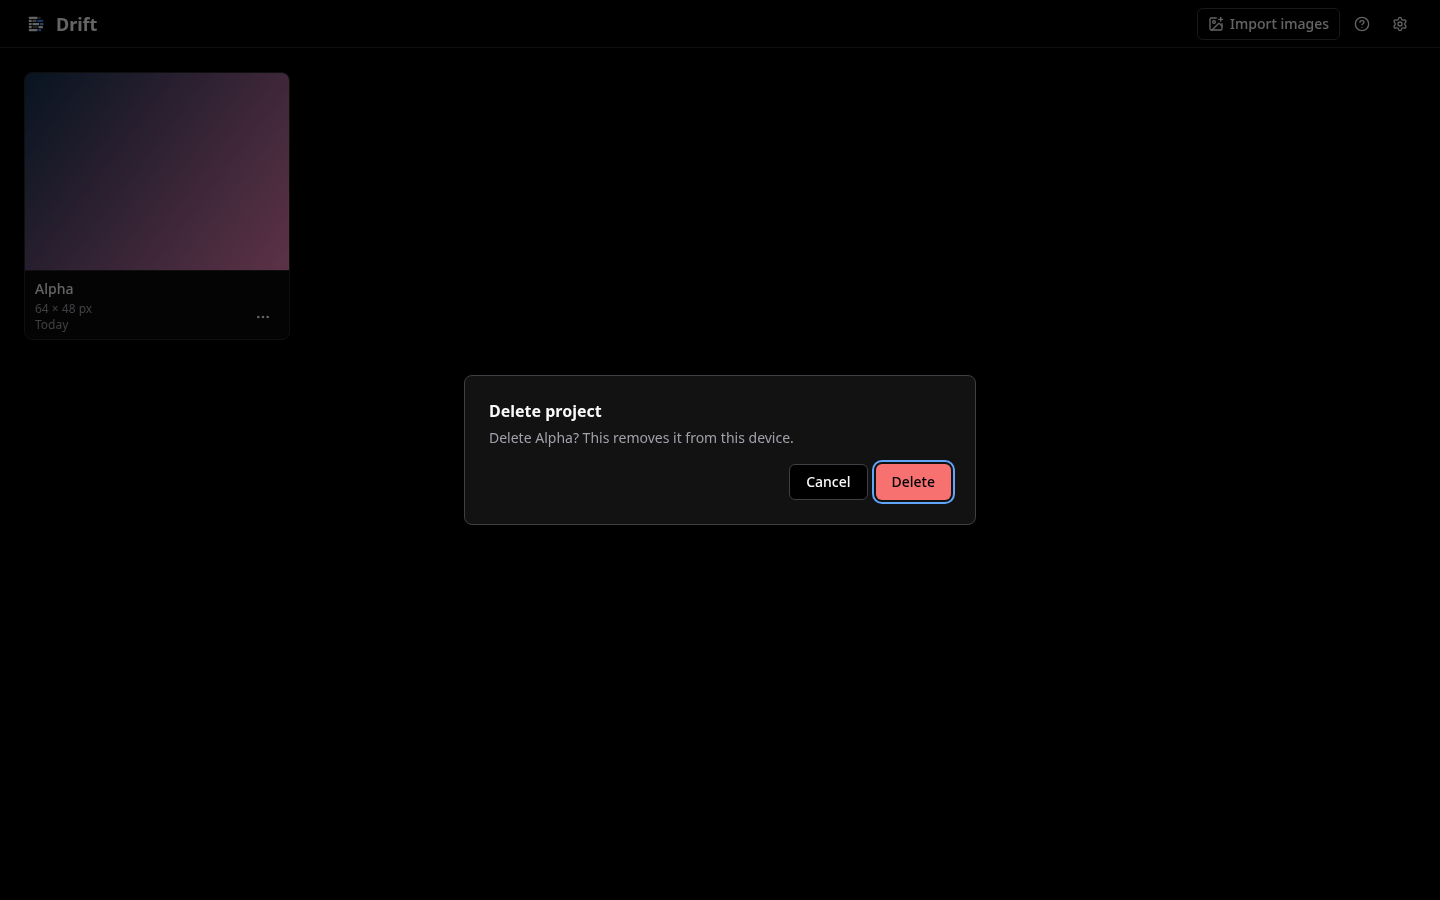 Drift
Import images
Alpha
64 × 48 px
Today
Delete project
Delete Alpha? This removes it from this device.
Cancel
Delete